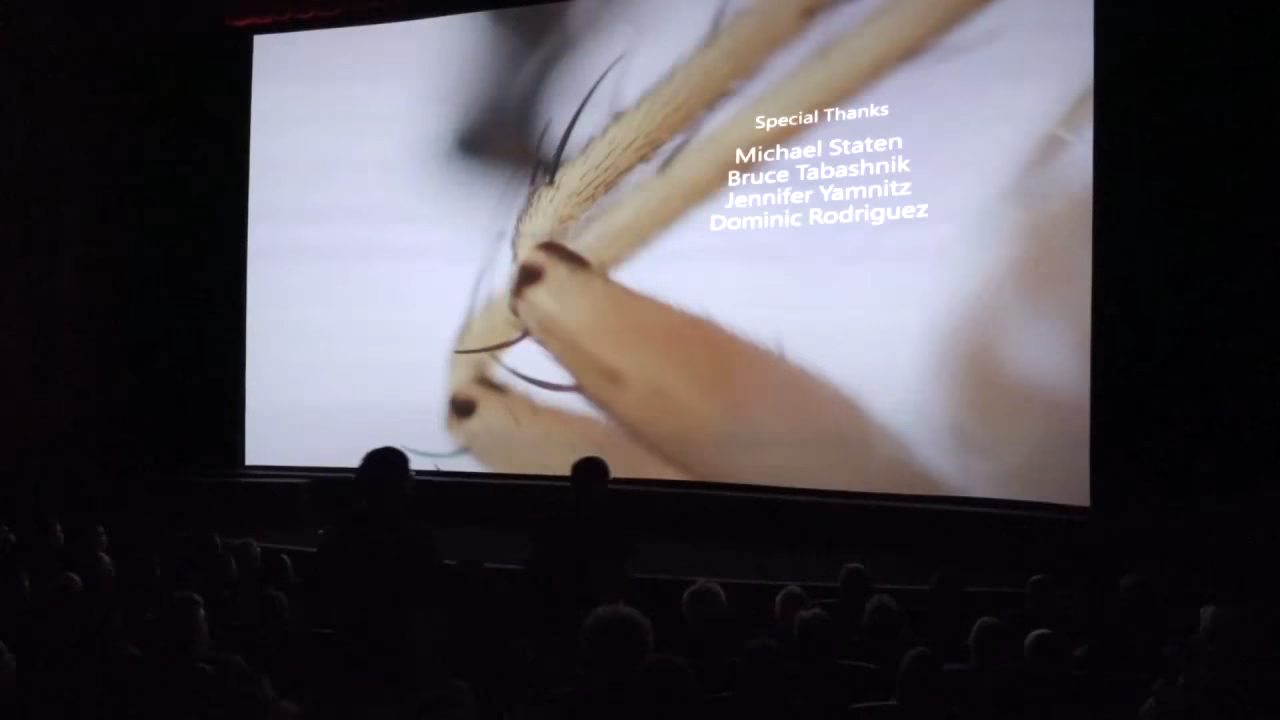 Special Thanks
Michael Staten
Bruce Tabashnik
Jennifer Yamnitz
Dominic Rodriguez